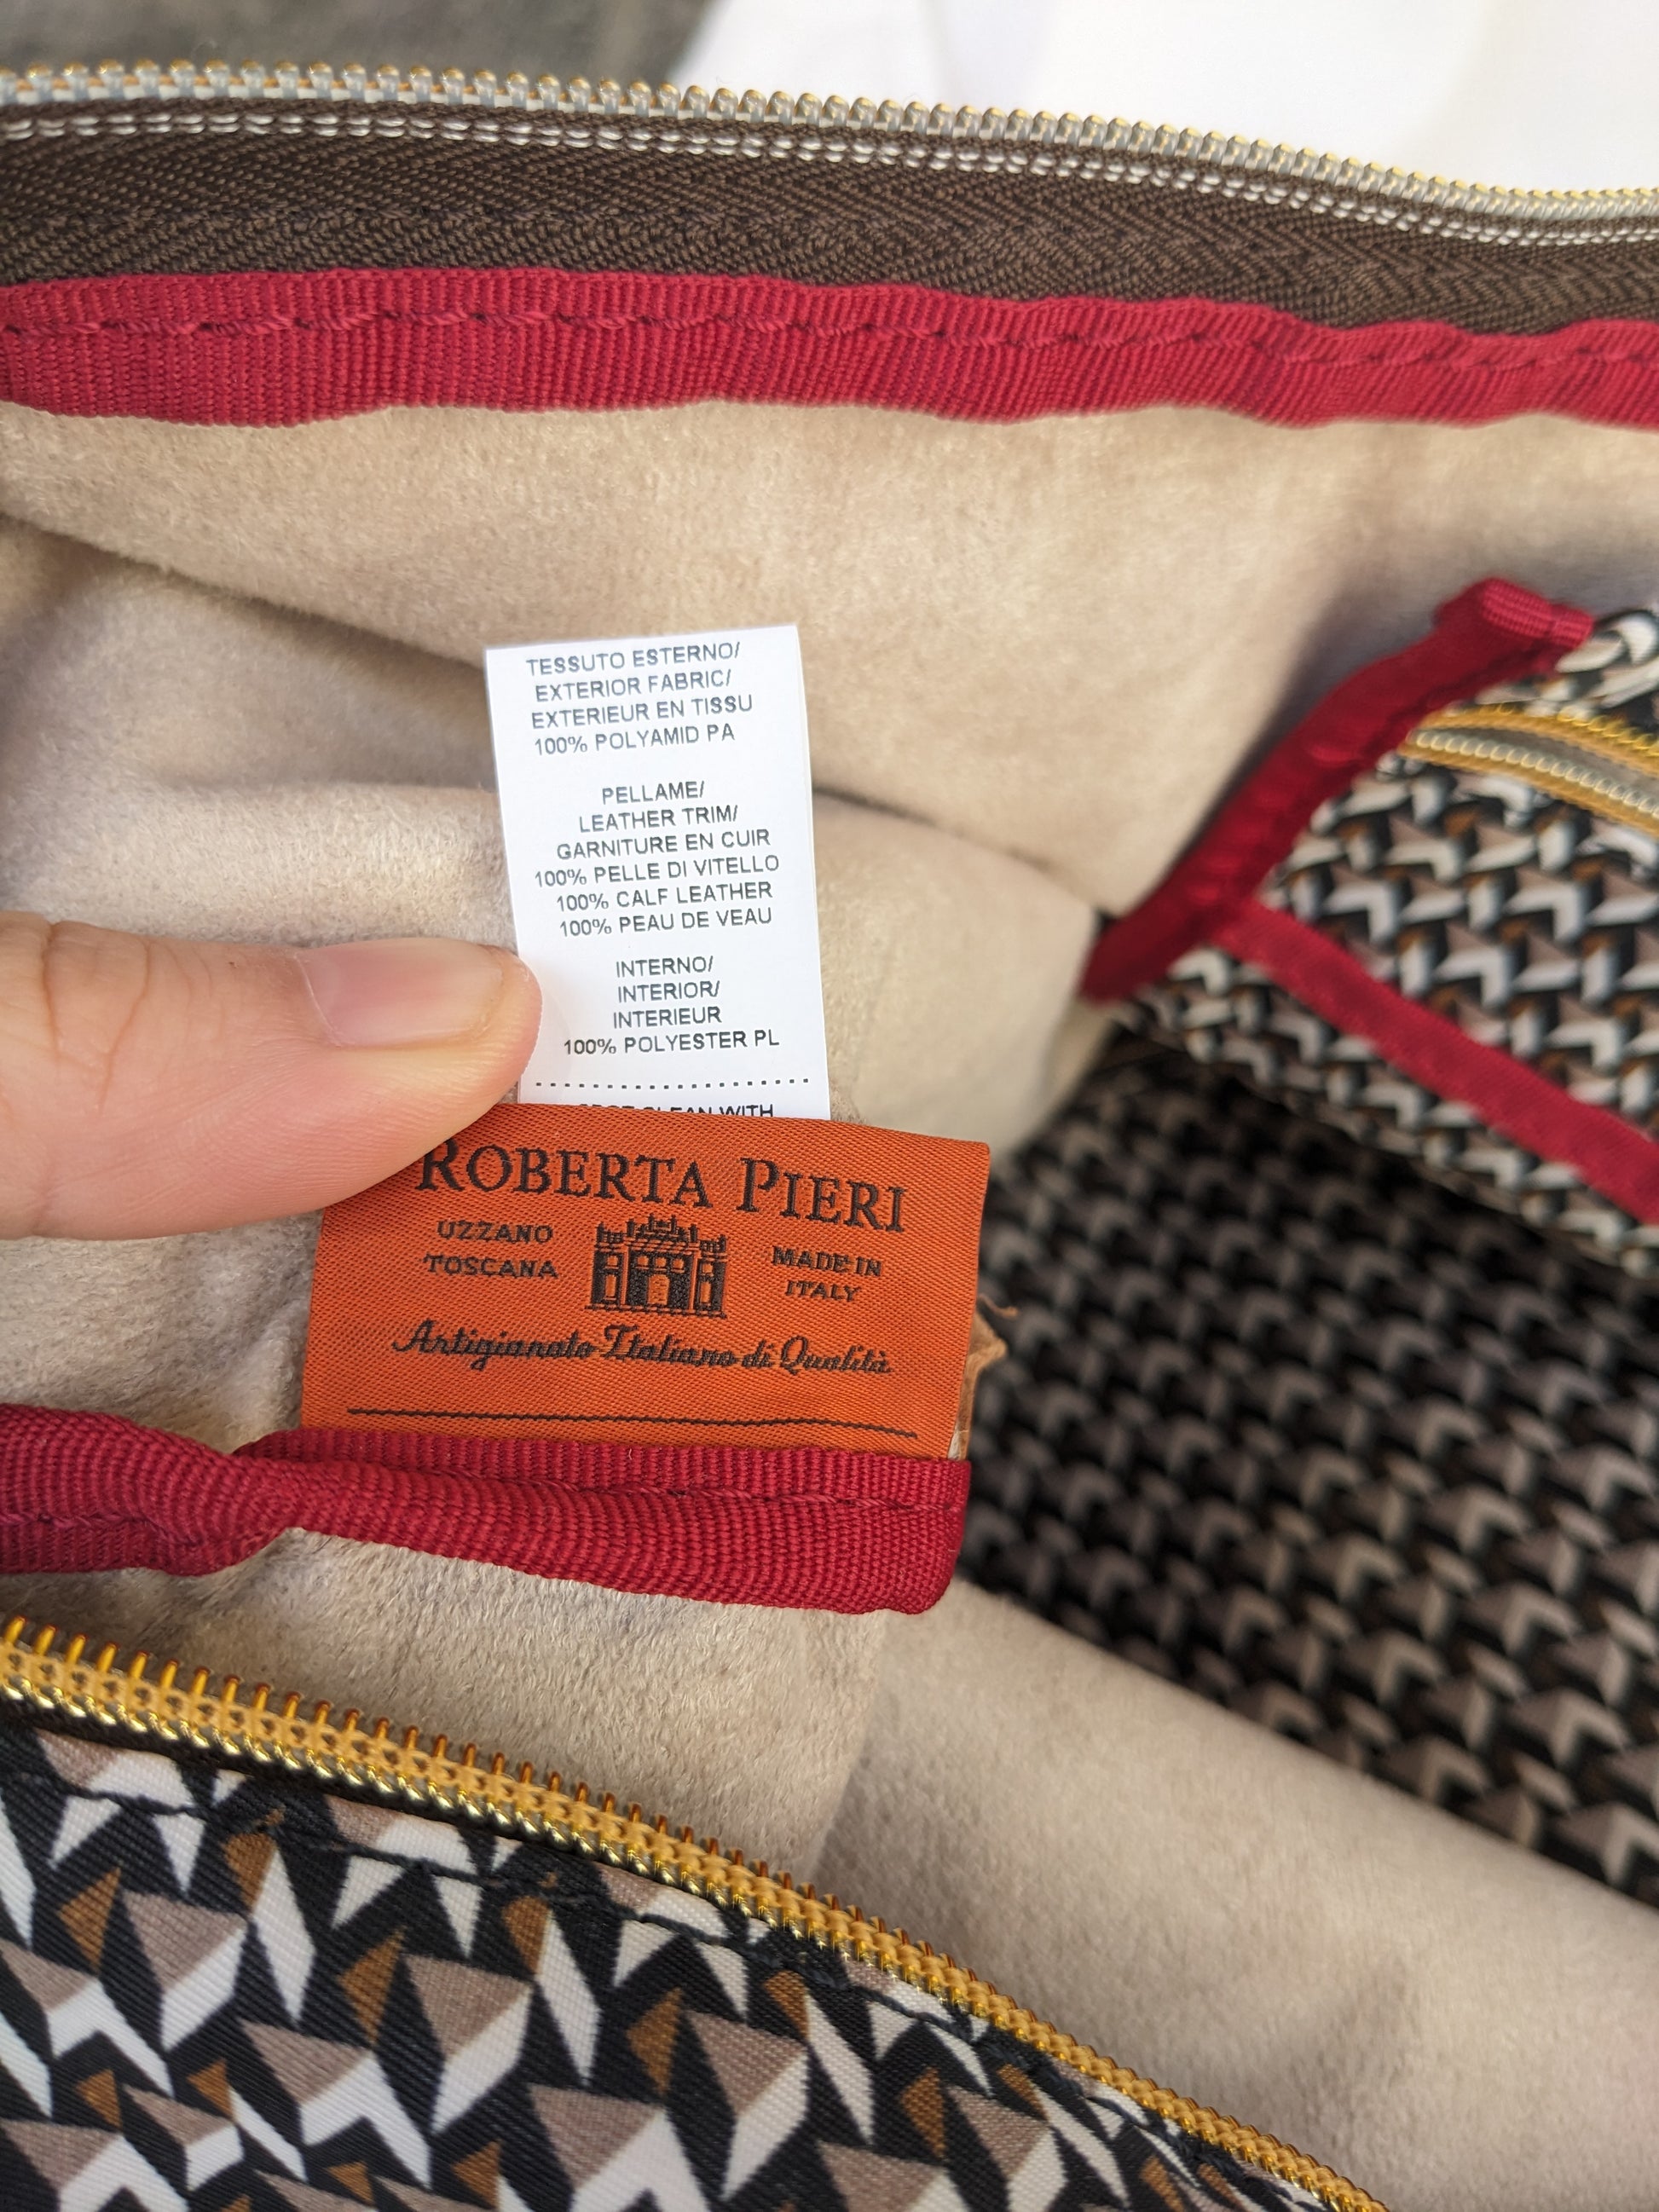 TESSUTO ESTERNO/
EXTERIOR FABRIC/
EXTERIEUR EN TISSU
100% POLYAMID PA
PELLAME/
LEATHER TRIM/
GARNITURE EN CUIR
100% PELLE DI VITELLO
100% CALF LEATHER
100% PEAU DE VEAU
INTERNO/
INTERIOR/
INTERIEUR
100% POLYESTER PL
CLEAN WITH
ROBERTA PIERI
UZZANO
TOSCANA
MADE IN
ITALY
Artigianato Italiano di Qualità